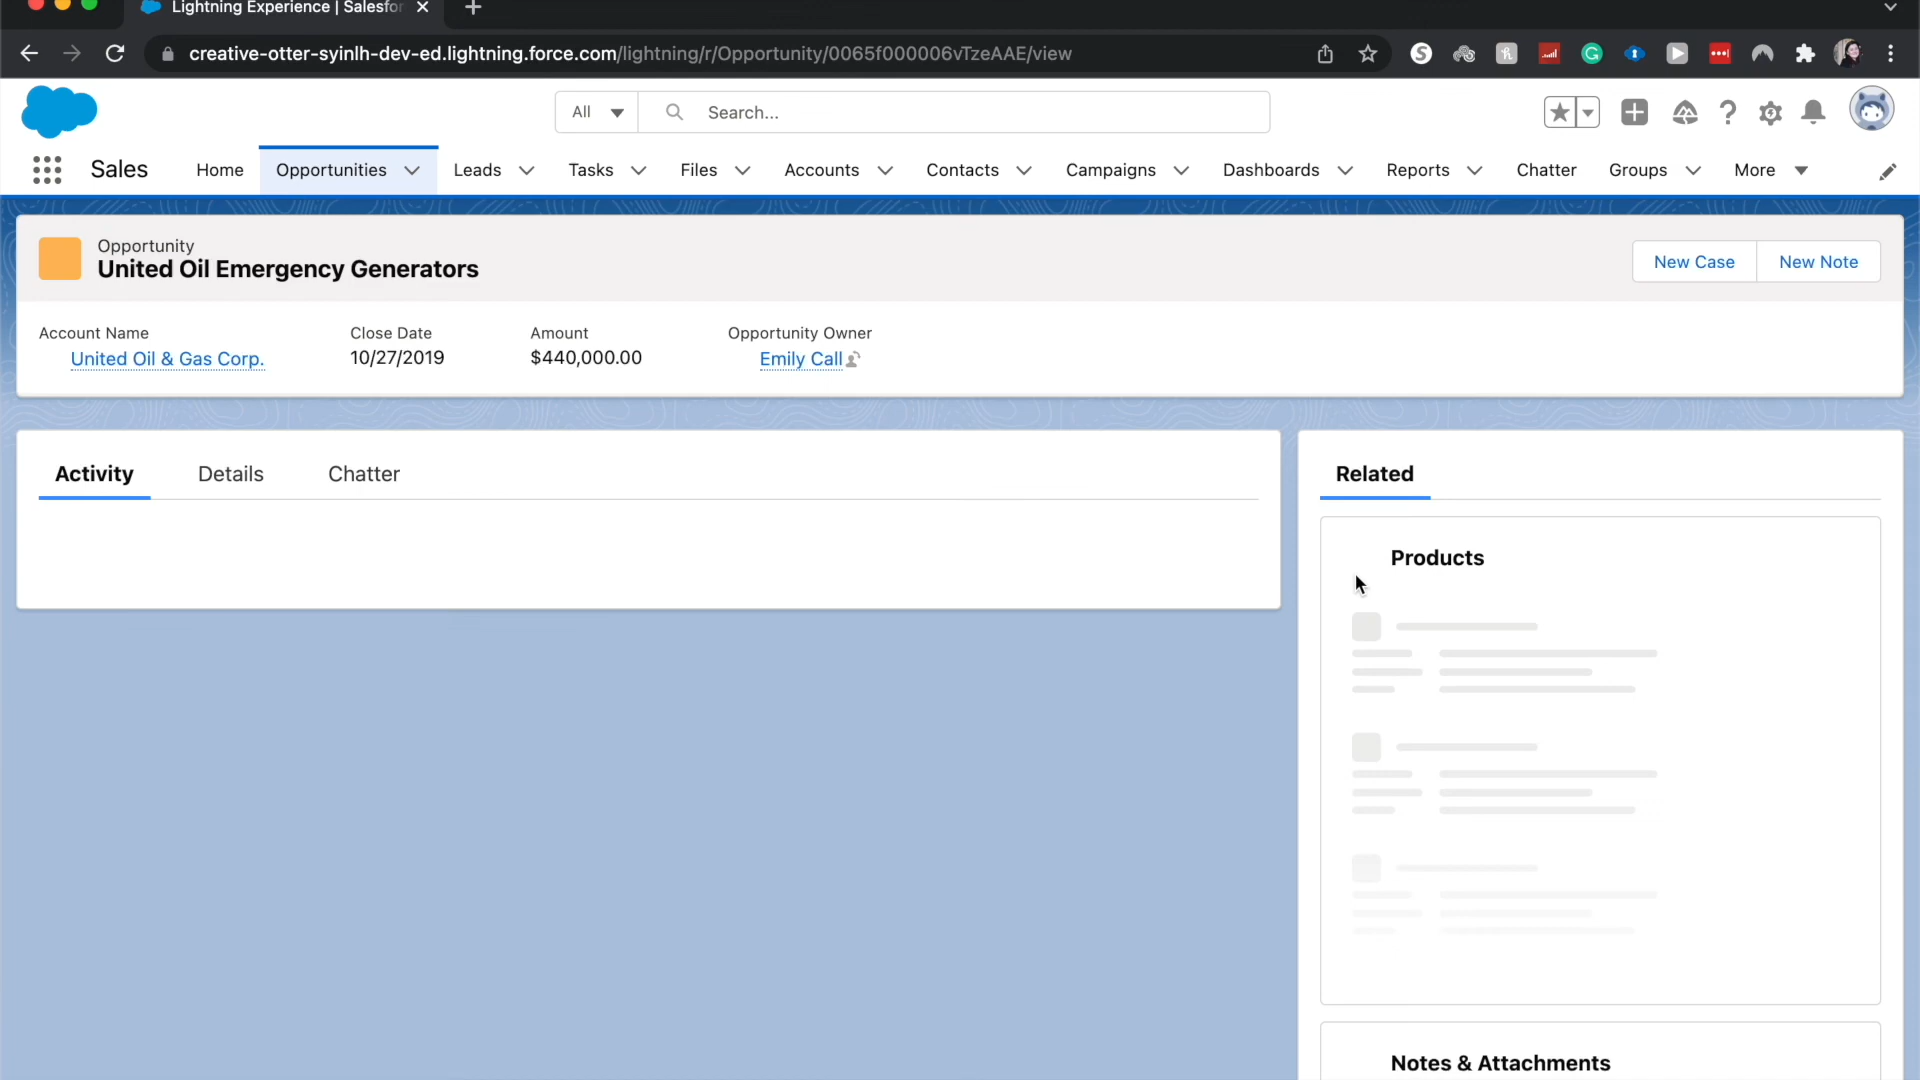 Lightning Experience | Salesfor
creative-otter-syinlh-dev-ed.lightning.force.com/lightning/r/Opportunity/0065f000006vTzeAAE/view
All
Search...
Sales
Home
Opportunities
Leads
Tasks
Files
Accounts
Contacts
Campaigns
Dashboards
Reports
Chatter
Groups
More
Opportunity
United Oil Emergency Generators
New Case
New Note
Account Name
United Oil & Gas Corp.
Close Date
10/27/2019
Amount
$440,000.00
Opportunity Owner
Emily Call
Activity
Details
Chatter
Related
Products
Notes & Attachments